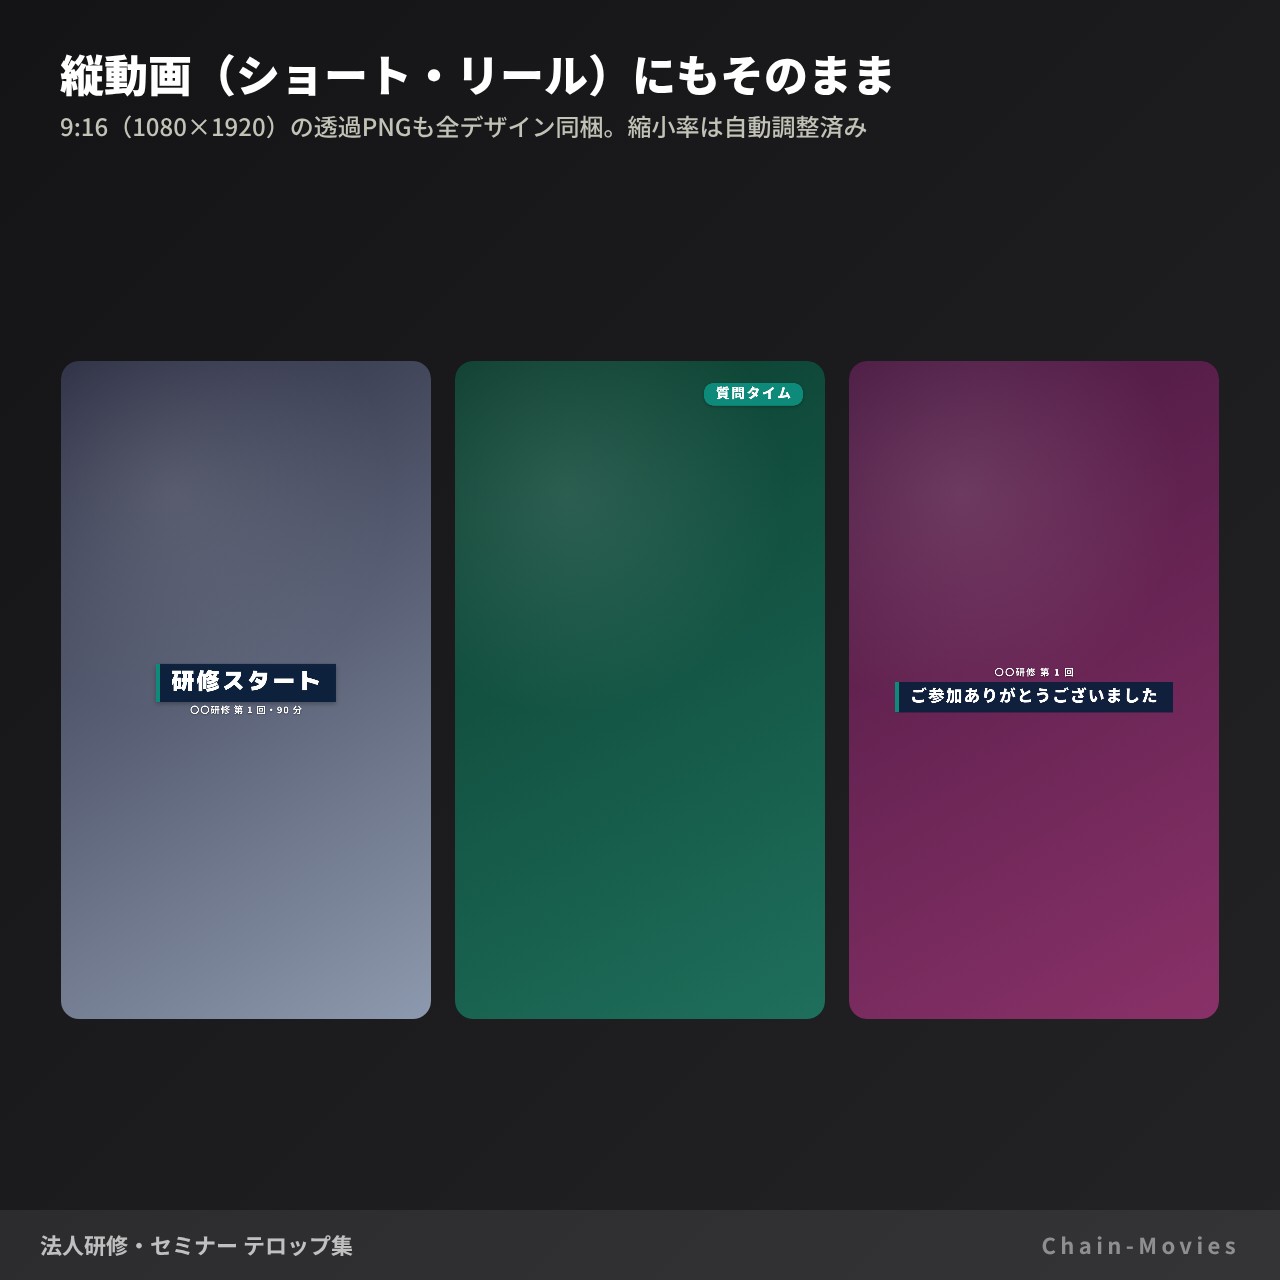 縦動画（ショート・リール）にもそのまま
9:16（1080×1920）の透過PNGも全デザイン同梱。縮小率は自動調整済み
研修スタート
〇〇研修 第 1 回・90 分
質問タイム
〇〇研修 第 1 回
ご参加ありがとうございました
法人研修・セミナー テロップ集
Chain-Movies